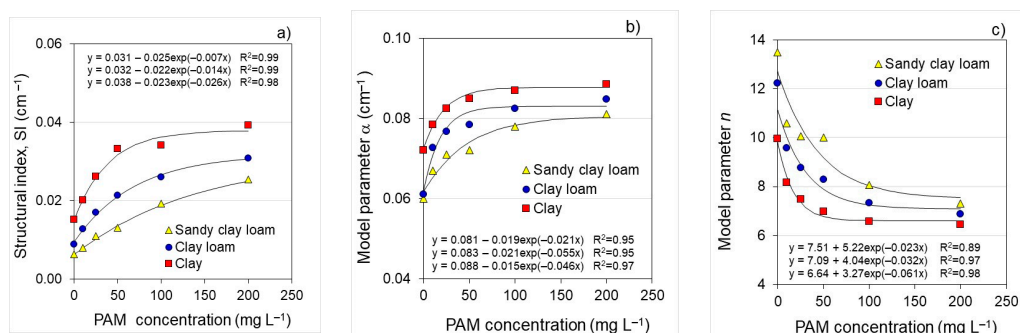 a)
y = 0.031 – 0.025exp(–0.007x) R²=0.99
y = 0.032 – 0.022exp(–0.014x) R²=0.99
y = 0.038 – 0.023exp(–0.026x) R²=0.98
Structural index, SI (cm⁻¹)
0.06
0.04
0.02
0.00
Sandy clay loam
Clay loam
Clay
0 50 100 150 200 250
PAM concentration (mg L⁻¹)
b)
Model parameter α (cm⁻¹)
0.10
0.08
0.06
0.04
Sandy clay loam
Clay loam
Clay
y = 0.081 – 0.019exp(–0.021x) R²=0.95
y = 0.083 – 0.021exp(–0.055x) R²=0.95
y = 0.088 – 0.015exp(–0.046x) R²=0.97
0 50 100 150 200 250
PAM concentration (mg L⁻¹)
c)
Model parameter n
14
12
10
8
6
4
Sandy clay loam
Clay loam
Clay
y = 7.51 + 5.22exp(–0.023x) R²=0.89
y = 7.09 + 4.04exp(–0.032x) R²=0.97
y = 6.64 + 3.27exp(–0.061x) R²=0.98
0 50 100 150 200 250
PAM concentration (mg L⁻¹)